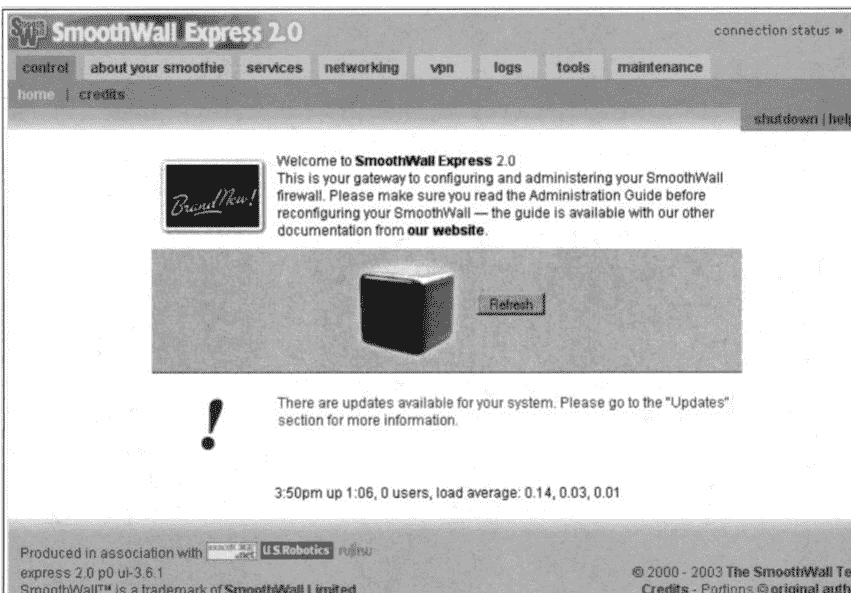 SmoothWall Express 2.0
connection status »
control about your smoothie services networking vpn logs tools maintenance
home | credits
shutdown | help
Brand New!
Welcome to SmoothWall Express 2.0
This is your gateway to configuring and administering your SmoothWall
firewall. Please make sure you read the Administration Guide before
reconfiguring your SmoothWall — the guide is available with our other
documentation from our website.
Refresh
There are updates available for your system. Please go to the "Updates"
section for more information.
3:50pm up 1:06, 0 users, load average: 0.14, 0.03, 0.01
Produced in association with
.net
U.S.Robotics
FUJITSU
express 2.0 p0 ui-3.6.1
© 2000 - 2003 The SmoothWall Te
SmoothWall™ is a trademark of SmoothWall Limited
Credits - Portions © original auth